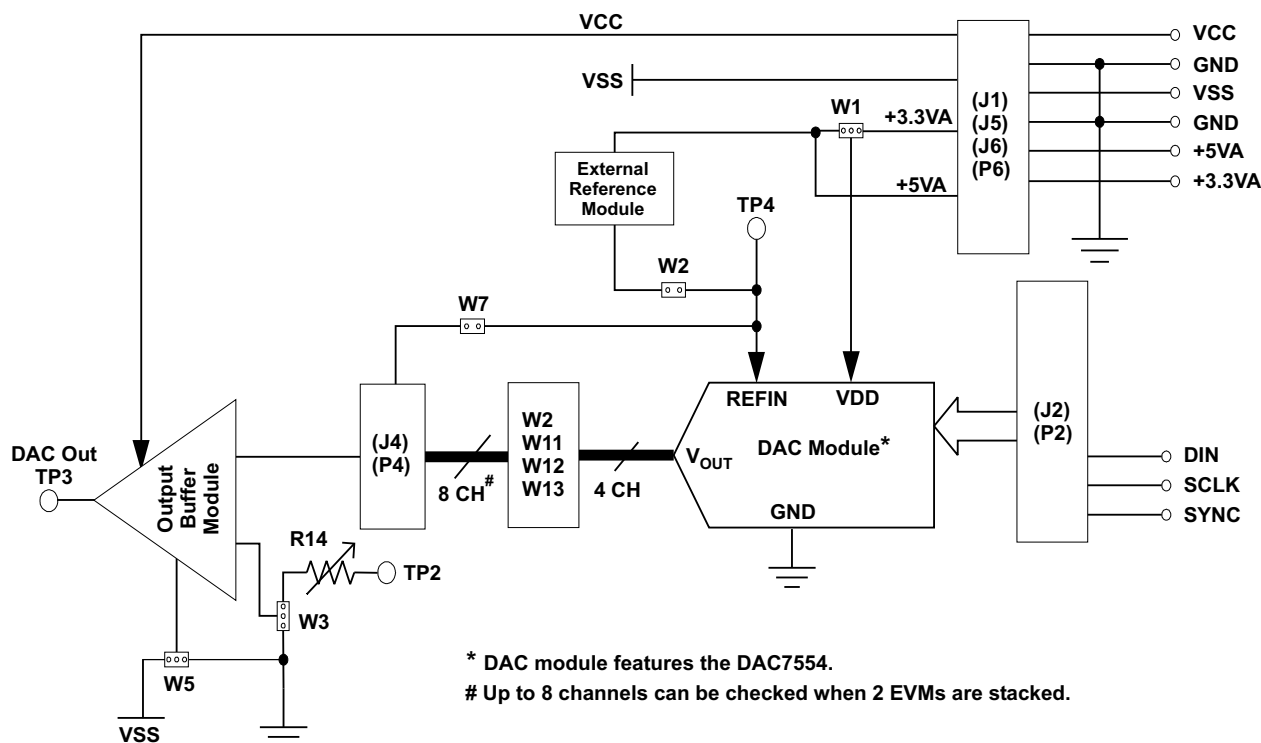 VCC
VCC
GND
VSS
VSS
GND
+5VA
+3.3VA
(J1)
(J5)
(J6)
(P6)
W1
+3.3VA
+5VA
External
Reference
Module
TP4
W2
W7
REFIN
VDD
DAC Module*
VOUT
GND
(J2)
(P2)
DIN
SCLK
SYNC
(J4)
(P4)
8 CH#
W2
W11
W12
W13
4 CH
DAC Out
TP3
Output
Buffer
Module
R14
TP2
W3
W5
VSS
* DAC module features the DAC7554.
# Up to 8 channels can be checked when 2 EVMs are stacked.